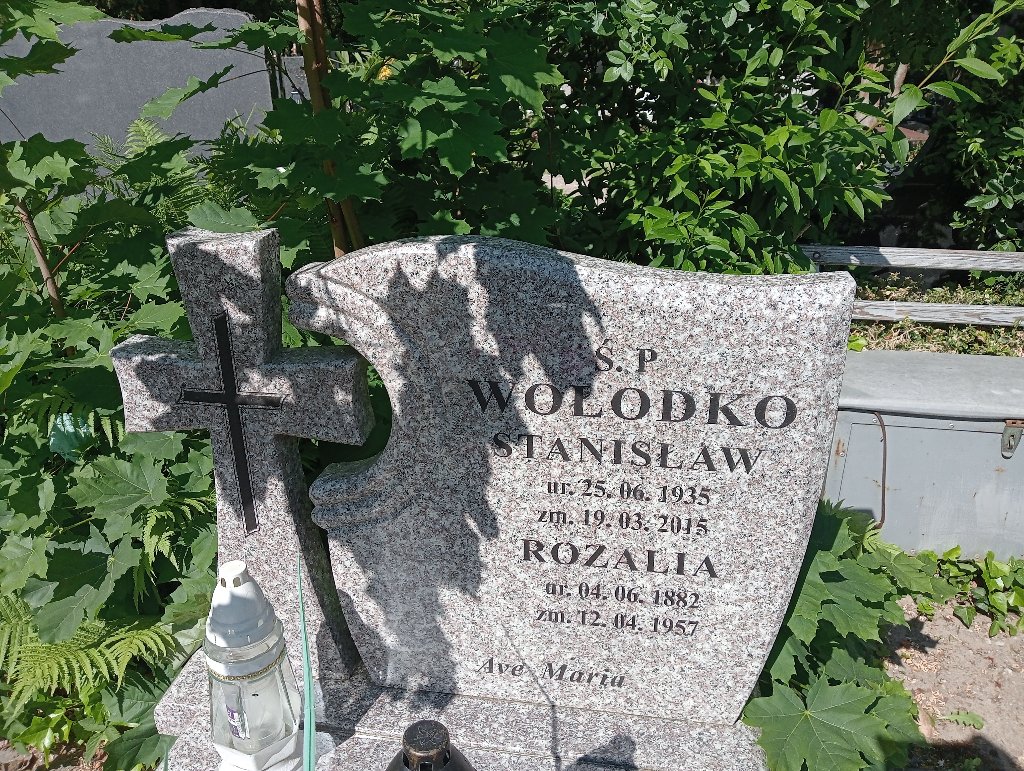 Ś. P
WOŁODKO
STANISŁAW
ur. 25. 06. 1935
zm. 19. 03. 2015
ROZALIA
ur. 04. 06. 1882
zm. 12. 04. 1957
Ave Maria